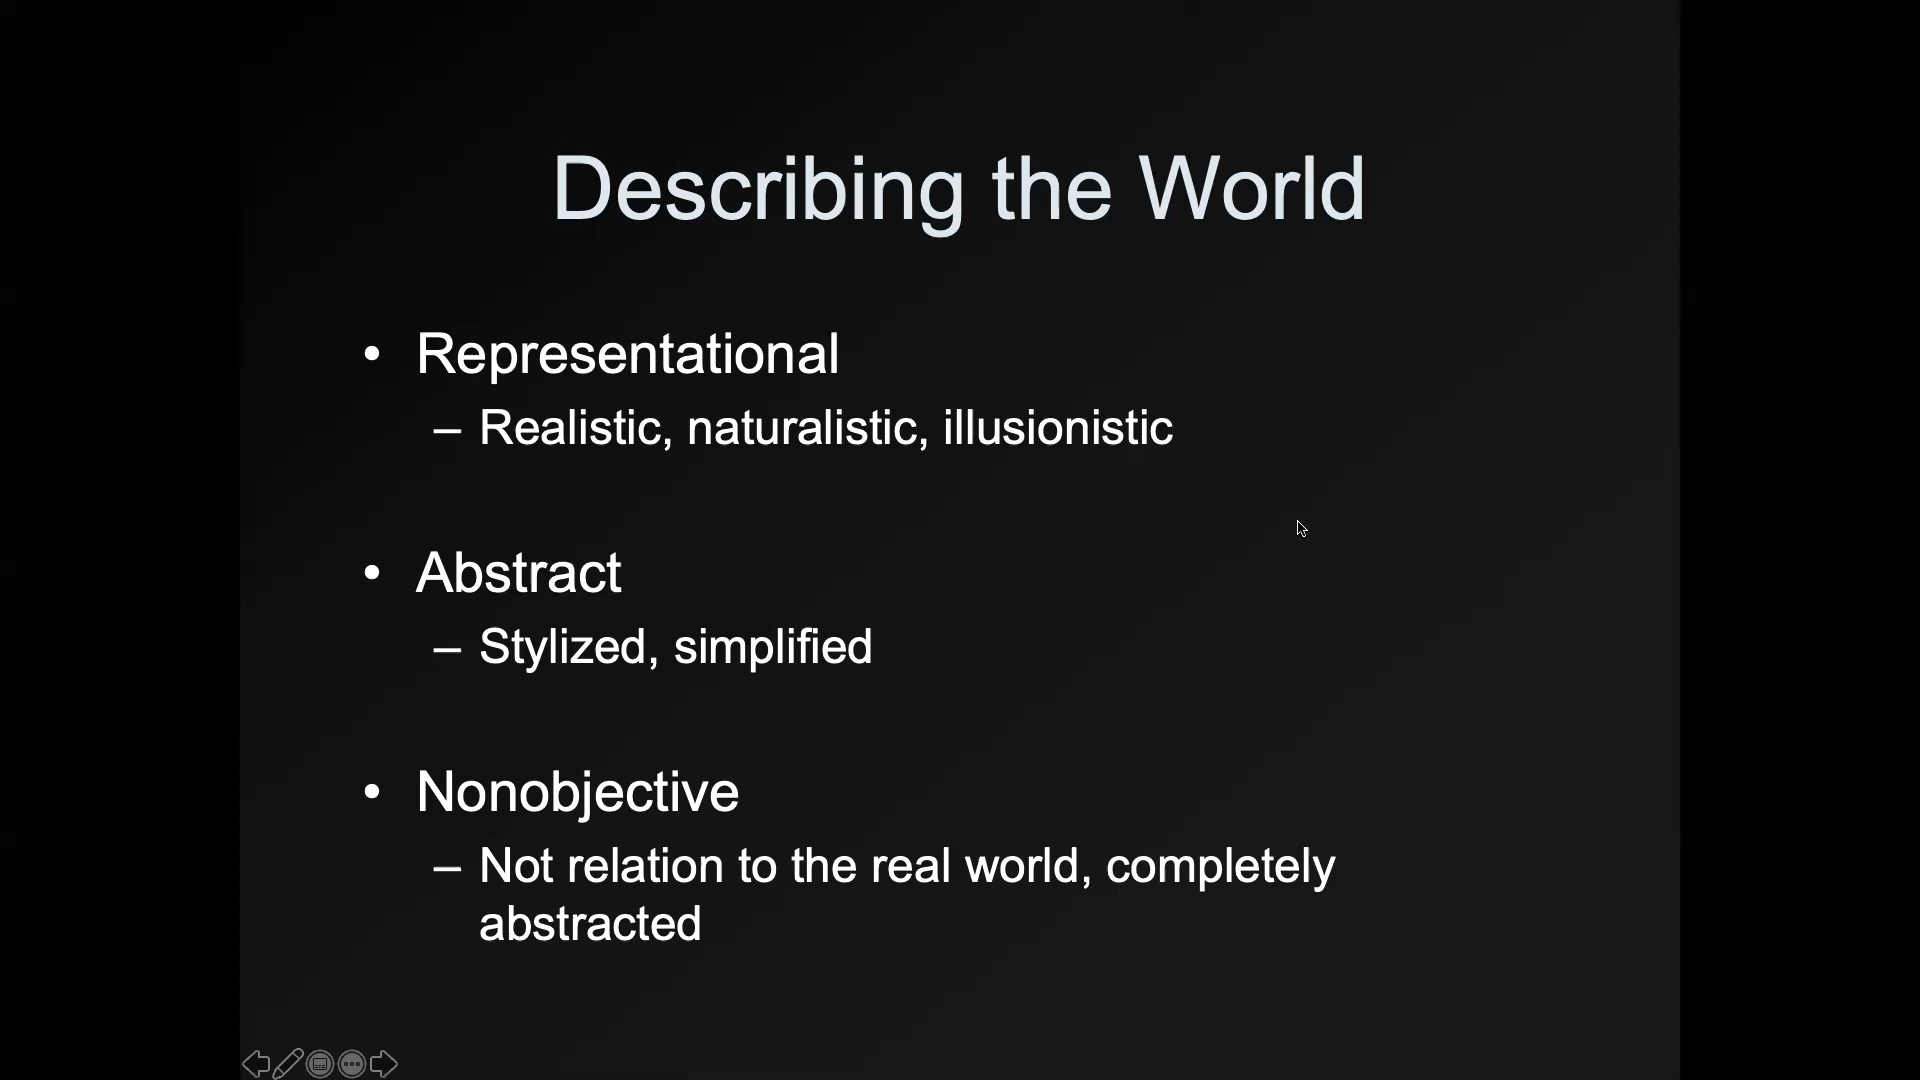 Describing the World
• Representational
– Realistic, naturalistic, illusionistic
• Abstract
– Stylized, simplified
• Nonobjective
– Not relation to the real world, completely
abstracted